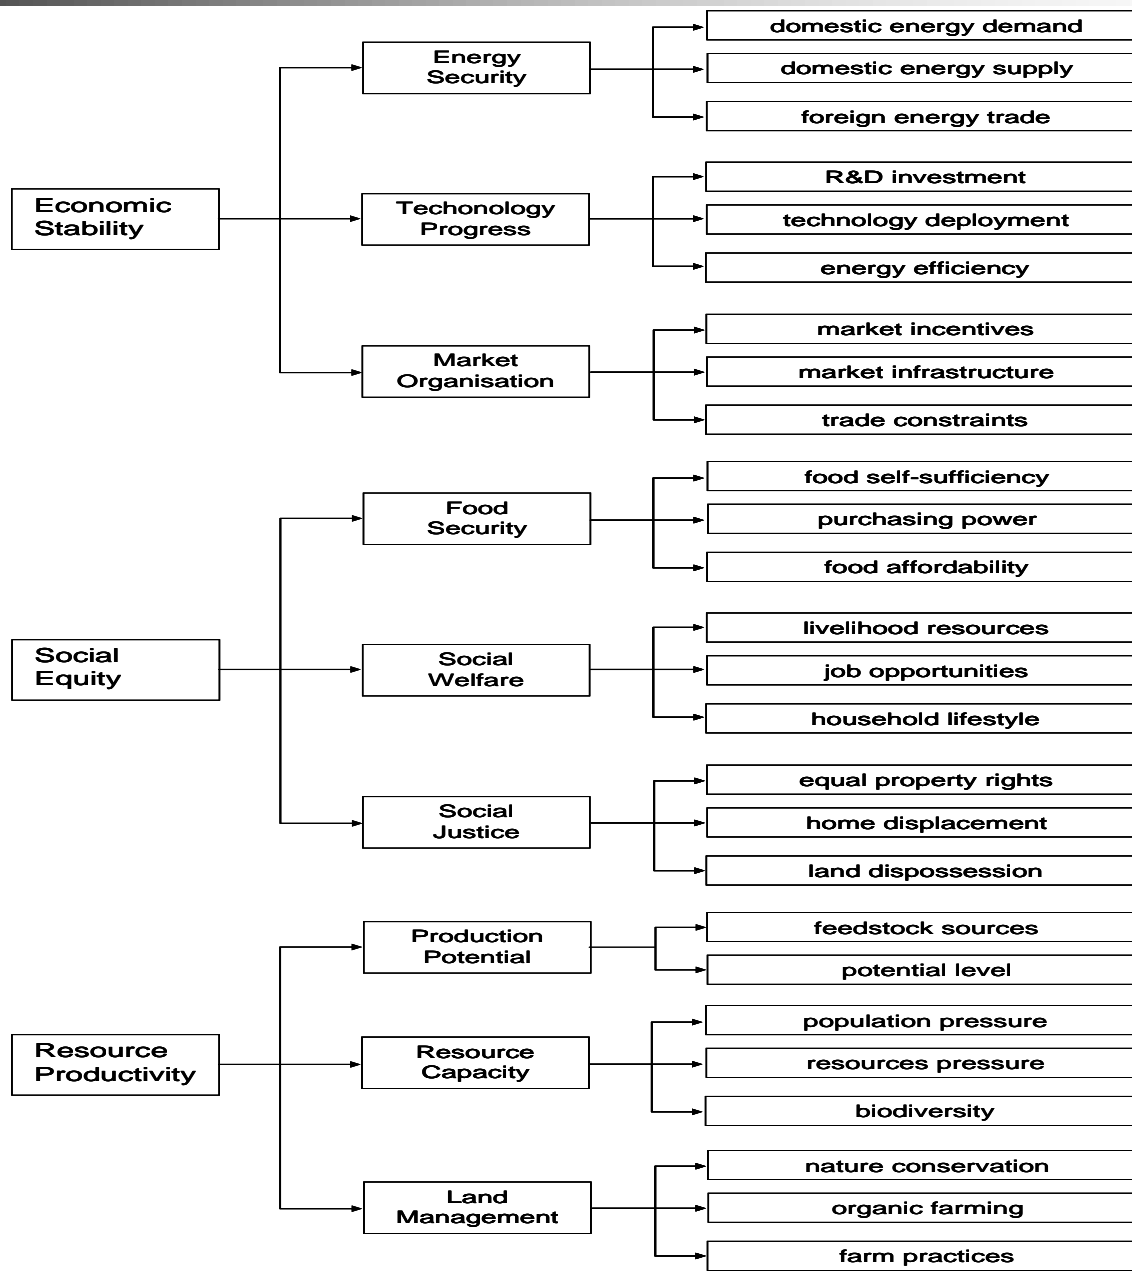 Economic
Stability
Energy
Security
domestic energy demand
domestic energy supply
foreign energy trade
Techonology
Progress
R&D investment
technology deployment
energy efficiency
Market
Organisation
market incentives
market infrastructure
trade constraints
Social
Equity
Food
Security
food self-sufficiency
purchasing power
food affordability
Social
Welfare
livelihood resources
job opportunities
household lifestyle
Social
Justice
equal property rights
home displacement
land dispossession
Resource
Productivity
Production
Potential
feedstock sources
potential level
Resource
Capacity
population pressure
resources pressure
biodiversity
Land
Management
nature conservation
organic farming
farm practices